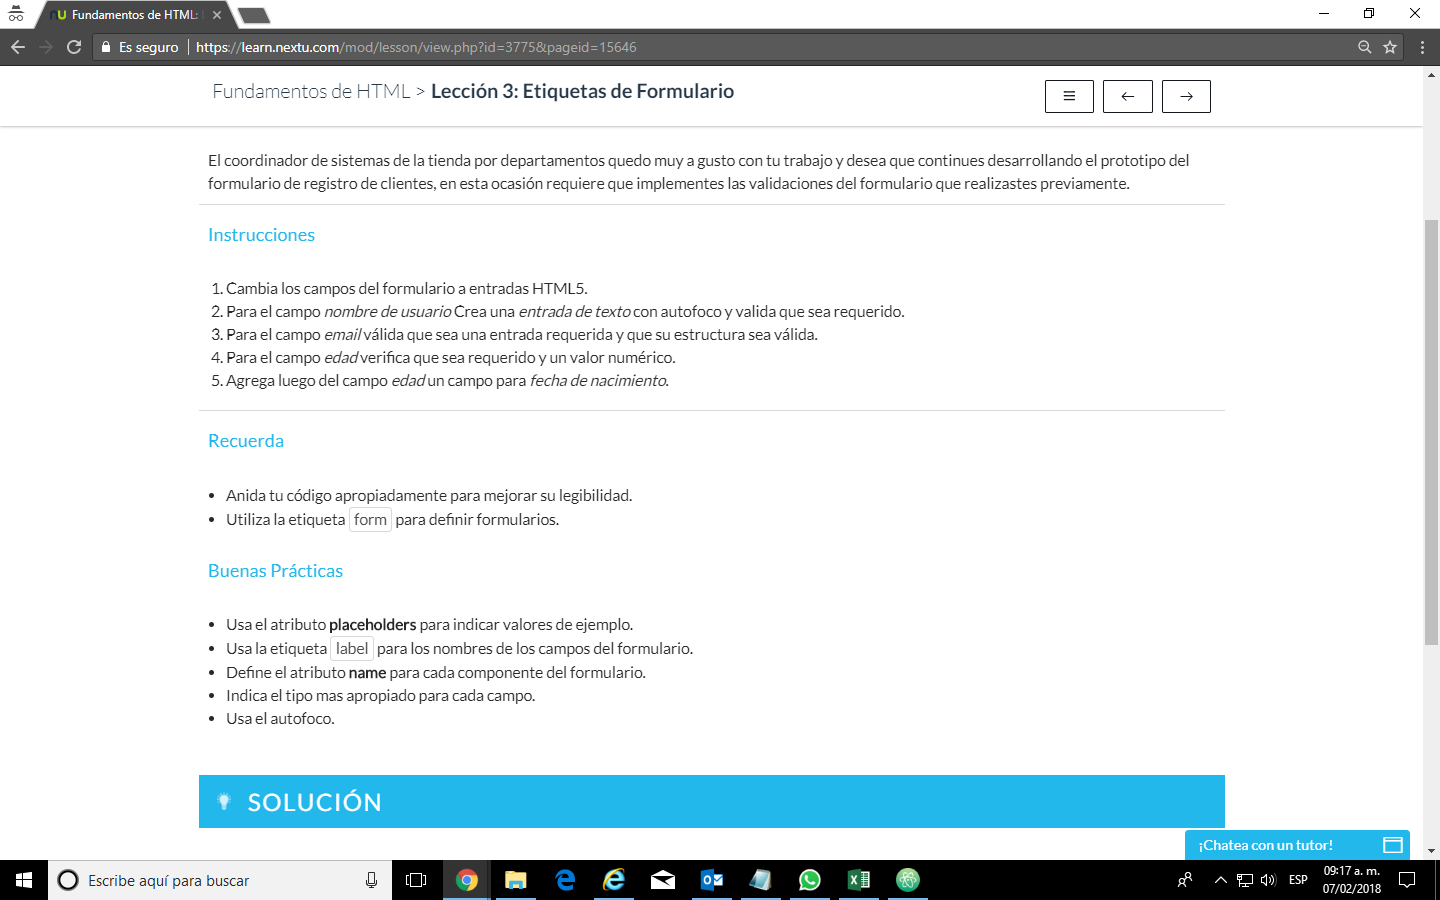 Fundamentos de HTML:
Es seguro https://learn.nextu.com/mod/lesson/view.php?id=3775&pageid=15646
Fundamentos de HTML > Lección 3: Etiquetas de Formulario
El coordinador de sistemas de la tienda por departamentos quedo muy a gusto con tu trabajo y desea que continues desarrollando el prototipo del
formulario de registro de clientes, en esta ocasión requiere que implementes las validaciones del formulario que realizastes previamente.
Instrucciones
1. Cambia los campos del formulario a entradas HTML5.
2. Para el campo nombre de usuario Crea una entrada de texto con autofoco y valida que sea requerido.
3. Para el campo email válida que sea una entrada requerida y que su estructura sea válida.
4. Para el campo edad verifica que sea requerido y un valor numérico.
5. Agrega luego del campo edad un campo para fecha de nacimiento.
Recuerda
• Anida tu código apropiadamente para mejorar su legibilidad.
• Utiliza la etiqueta form para definir formularios.
Buenas Prácticas
• Usa el atributo placeholders para indicar valores de ejemplo.
• Usa la etiqueta label para los nombres de los campos del formulario.
• Define el atributo name para cada componente del formulario.
• Indica el tipo mas apropiado para cada campo.
• Usa el autofoco.
SOLUCIÓN
¡Chatea con un tutor!
Escribe aquí para buscar
ESP
09:17 a. m.
07/02/2018